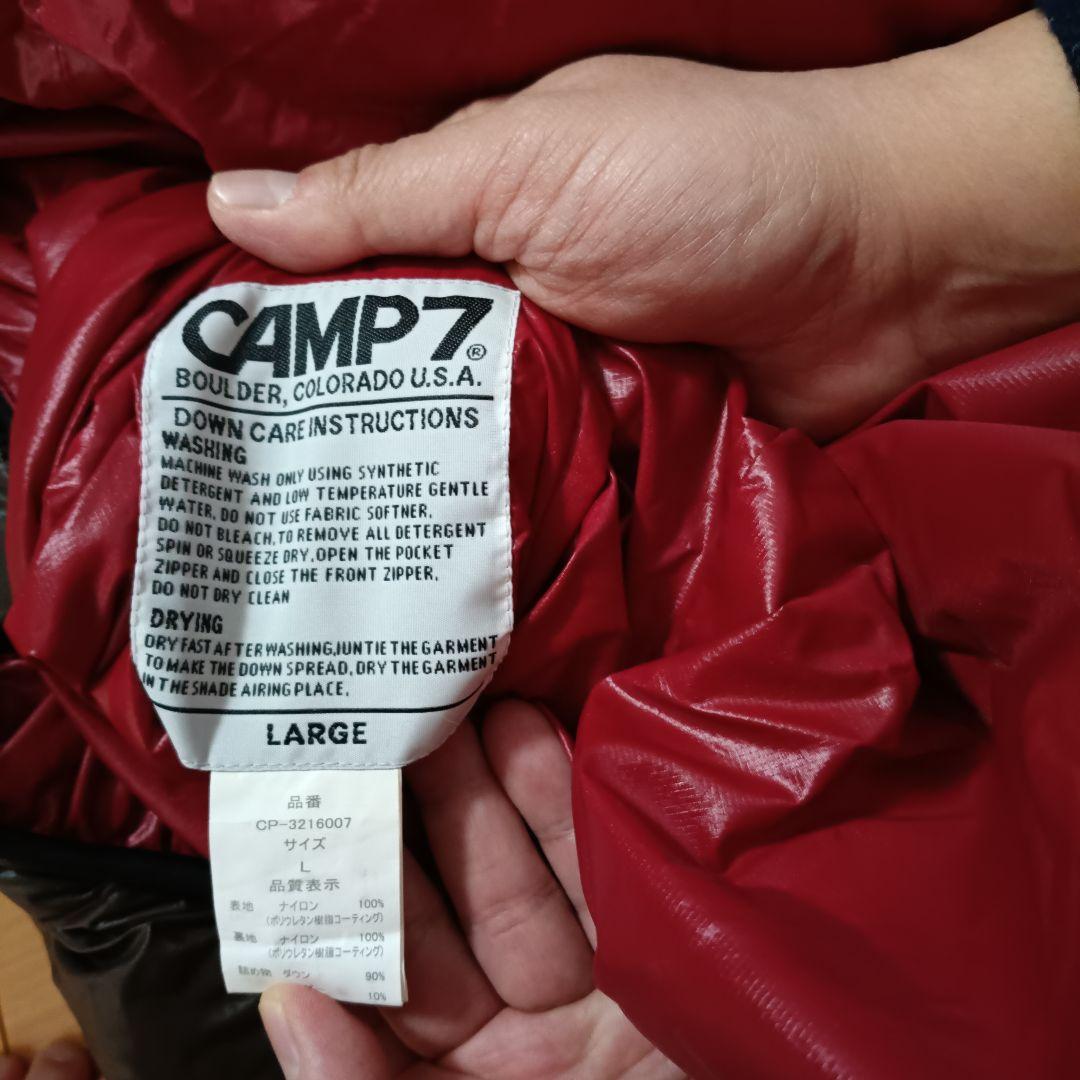 CAMP7®
BOULDER, COLORADO U.S.A.
DOWN CARE INSTRUCTIONS
WASHING
MACHINE WASH ONLY USING SYNTHETIC
DETERGENT AND LOW TEMPERATURE GENTLE
WATER. DO NOT USE FABRIC SOFTNER.
DO NOT BLEACH, TO REMOVE ALL DETERGENT
SPIN OR SQUEEZE DRY, OPEN THE POCKET
ZIPPER AND CLOSE THE FRONT ZIPPER.
DO NOT DRY CLEAN
DRYING
DRY FAST AFTER WASHING, IUNTIE THE GARMENT
TO MAKE THE DOWN SPREAD, DRY THE GARMENT
IN THE SHADE AIRING PLACE.
LARGE
品番
CP-3216007
サイズ
L
品質表示
表地 ナイロン 100%
(ポリウレタン樹脂コーティング)
裏地 ナイロン 100%
(ポリウレタン樹脂コーティング)
詰め物 ダウン 90%
10%